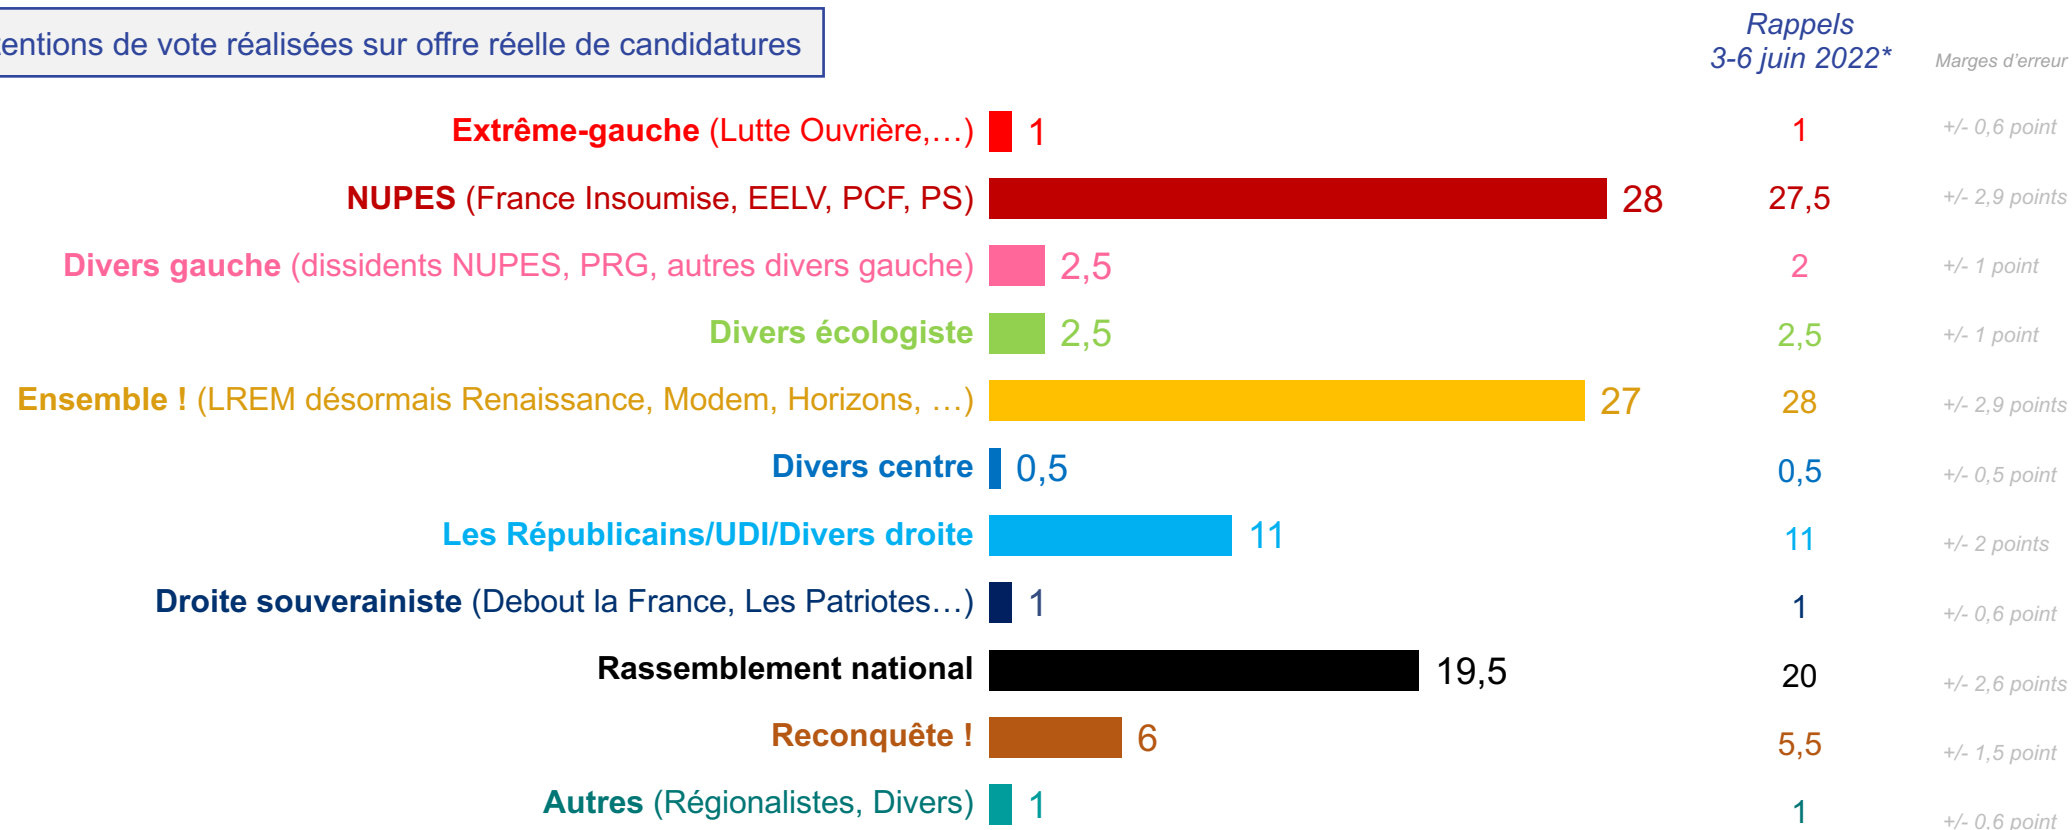 tentions de vote réalisées sur offre réelle de candidatures
Rappels
3-6 juin 2022*
Marges d'erreur
Extrême-gauche (Lutte Ouvrière,…) 1 1 +/- 0,6 point
NUPES (France Insoumise, EELV, PCF, PS) 28 27,5 +/- 2,9 points
Divers gauche (dissidents NUPES, PRG, autres divers gauche) 2,5 2 +/- 1 point
Divers écologiste 2,5 2,5 +/- 1 point
Ensemble ! (LREM désormais Renaissance, Modem, Horizons, …) 27 28 +/- 2,9 points
Divers centre 0,5 0,5 +/- 0,5 point
Les Républicains/UDI/Divers droite 11 11 +/- 2 points
Droite souverainiste (Debout la France, Les Patriotes…) 1 1 +/- 0,6 point
Rassemblement national 19,5 20 +/- 2,6 points
Reconquête ! 6 5,5 +/- 1,5 point
Autres (Régionalistes, Divers) 1 1 +/- 0,6 point